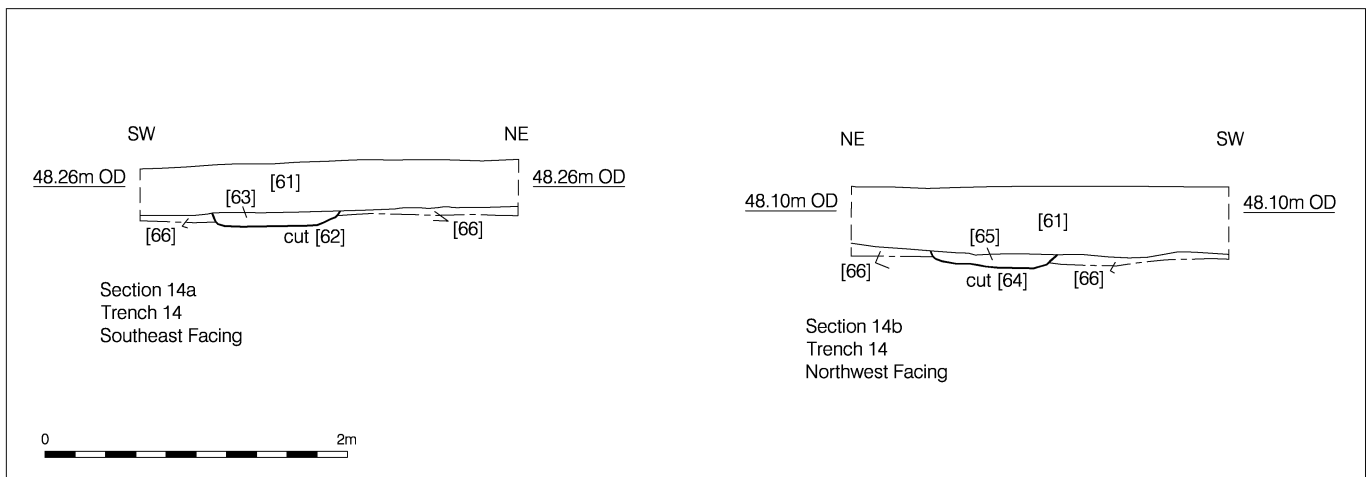 SW
NE
48.26m OD
48.26m OD
[61]
[63]
[66]
cut [62]
[66]
Section 14a
Trench 14
Southeast Facing
NE
SW
48.10m OD
48.10m OD
[61]
[65]
[66]
cut [64]
[66]
Section 14b
Trench 14
Northwest Facing
0
2m